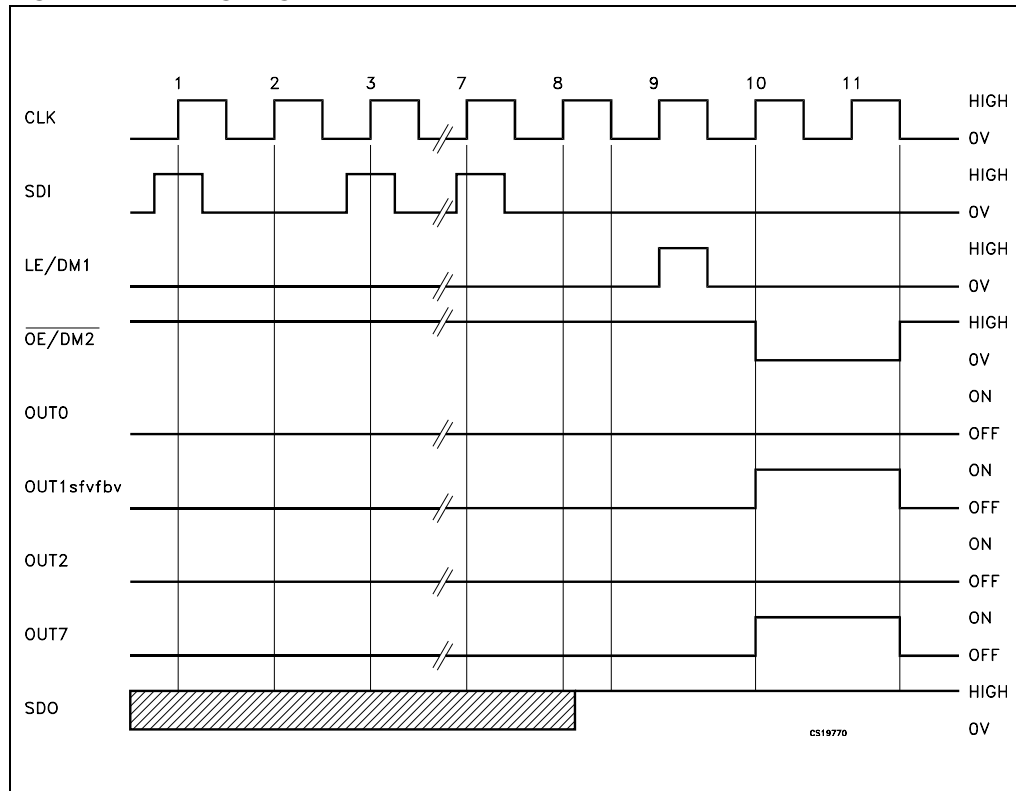 1 2 3 7 8 9 10 11
CLK HIGH
0V
SDI HIGH
0V
LE/DM1 HIGH
0V
OE/DM2 HIGH
0V
OUT0 ON
OFF
OUT1sfvfbv ON
OFF
OUT2 ON
OFF
OUT7 ON
OFF
SDO HIGH
0V
CS19770